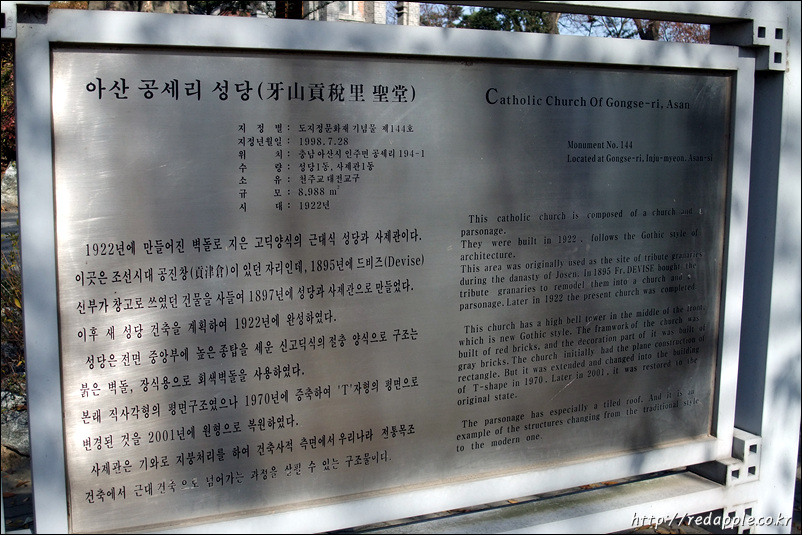 아산 공세리 성당(牙山貢稅里 聖堂)
지 정 별 : 도지정문화재 기념물 제144호
지정년월일 : 1998.7.28
위 치 : 충남 아산시 인주면 공세리 194-1
수 량 : 성당1동, 사제관1동
소 유 : 천주교 대전교구
규 모 : 8,988 m²
시 대 : 1922년
1922년에 만들어진 벽돌로 지은 고딕양식의 근대식 성당과 사제관이다.
이곳은 조선시대 공진창(貢津倉)이 있던 자리인데, 1895년에 드비즈(Devise)
신부가 창고로 쓰였던 건물을 사들여 1897년에 성당과 사제관으로 만들었다.
이후 새 성당 건축을 계획하여 1922년에 완성하였다.
성당은 전면 중앙부에 높은 종탑을 세운 신고딕식의 절충 양식으로 구조는
붉은 벽돌, 장식용으로 회색벽돌을 사용하였다.
본래 직사각형의 평면구조였으나 1970년에 증축하여 'T'자형의 평면으로
변경된 것을 2001년에 원형으로 복원하였다.
사제관은 기와로 지붕처리를 하여 건축사적 측면에서 우리나라 전통목조
건축에서 근대 건축 으로 넘어가는 과정을 살핀 수 있는 구조물이다.
Catholic Church Of Gongse-ri, Asan
Monument No. 144
Located at Gongse-ri, Inju-myeon, Asan-si
This catholic church is composed of a church and a
parsonage.
They were built in 1922 . follows the Gothic style of
architecture.
This area was originally used as the site of tribute granaries
during the danasty of Josen. In 1895 Fr. DEVISE bought the
tribute granaries to remodel them into a church and a
parsonage. Later in 1922 the present church was completed.
This church has a high bell tower in the middle of the front,
which is new Gothic style. The framwork of the church was
built of red bricks, and the decoration part of it was built of
gray bricks. The church initially had the plane construction of
rectangle. But it was extended and changed into the building
of T-shape in 1970. Later in 2001, it was restored to the
original state.
The parsonage has especially a tiled roof. And it is an
example of the structures changing from the traditional style
to the modern one.
http://redapple.co.kr